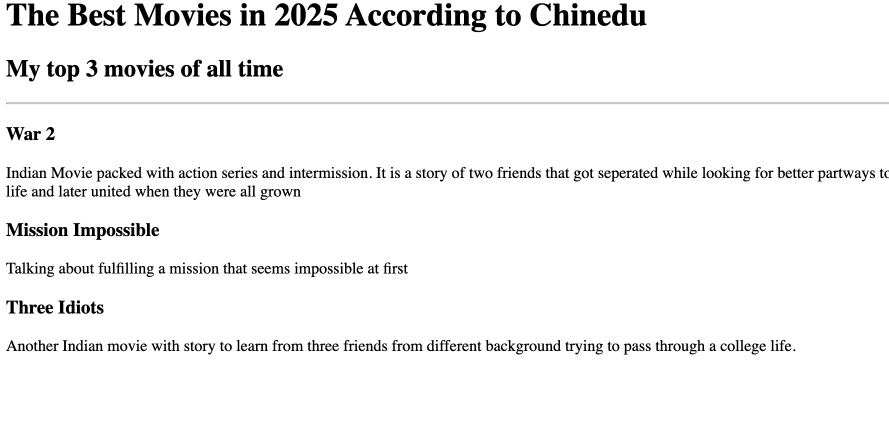 The Best Movies in 2025 According to Chinedu
My top 3 movies of all time
War 2
Indian Movie packed with action series and intermission. It is a story of two friends that got seperated while looking for better partways to
life and later united when they were all grown
Mission Impossible
Talking about fulfilling a mission that seems impossible at first
Three Idiots
Another Indian movie with story to learn from three friends from different background trying to pass through a college life.